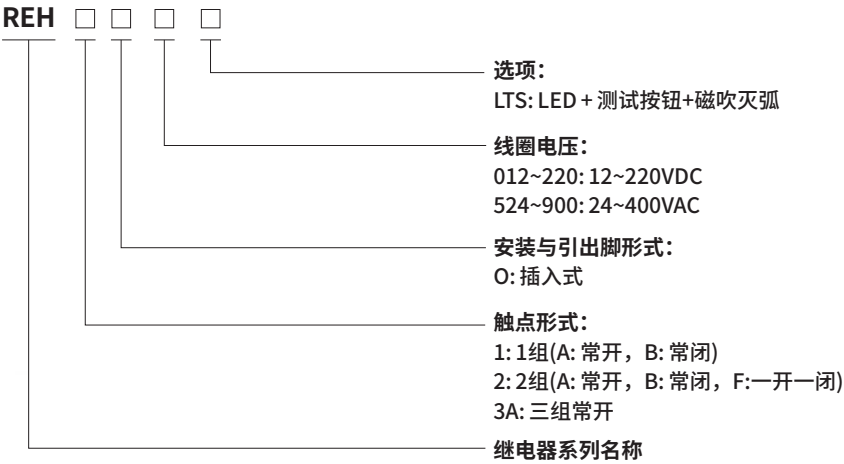 REH □ □ □ □
选项：
LTS: LED + 测试按钮+磁吹灭弧
线圈电压：
012~220: 12~220VDC
524~900: 24~400VAC
安装与引出脚形式：
O: 插入式
触点形式：
1: 1组(A: 常开，B: 常闭)
2: 2组(A: 常开，B: 常闭，F:一开一闭)
3A: 三组常开
继电器系列名称